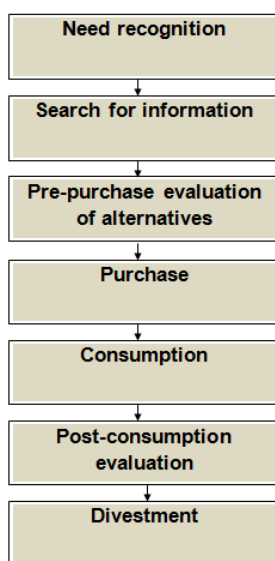 Need recognition
Search for information
Pre-purchase evaluation
of alternatives
Purchase
Consumption
Post-consumption
evaluation
Divestment